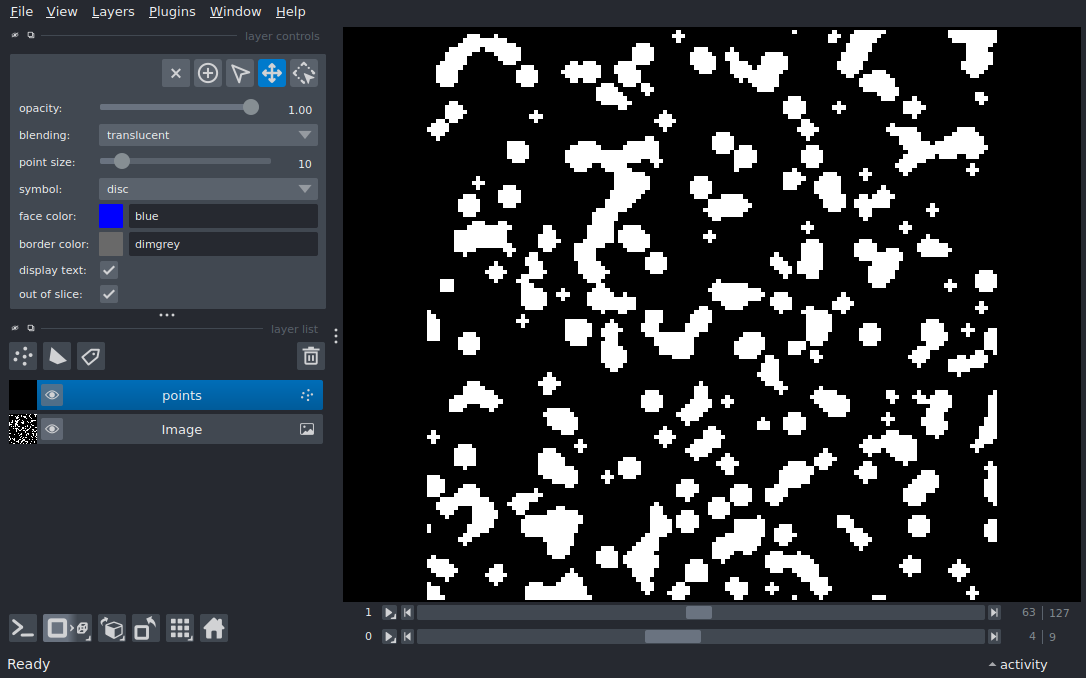 File View Layers Plugins Window Help
layer controls
opacity: 1.00
blending: translucent
point size: 10
symbol: disc
face color: blue
border color: dimgrey
display text:
out of slice:
layer list
points
Image
1 63 127
0 4 9
Ready activity